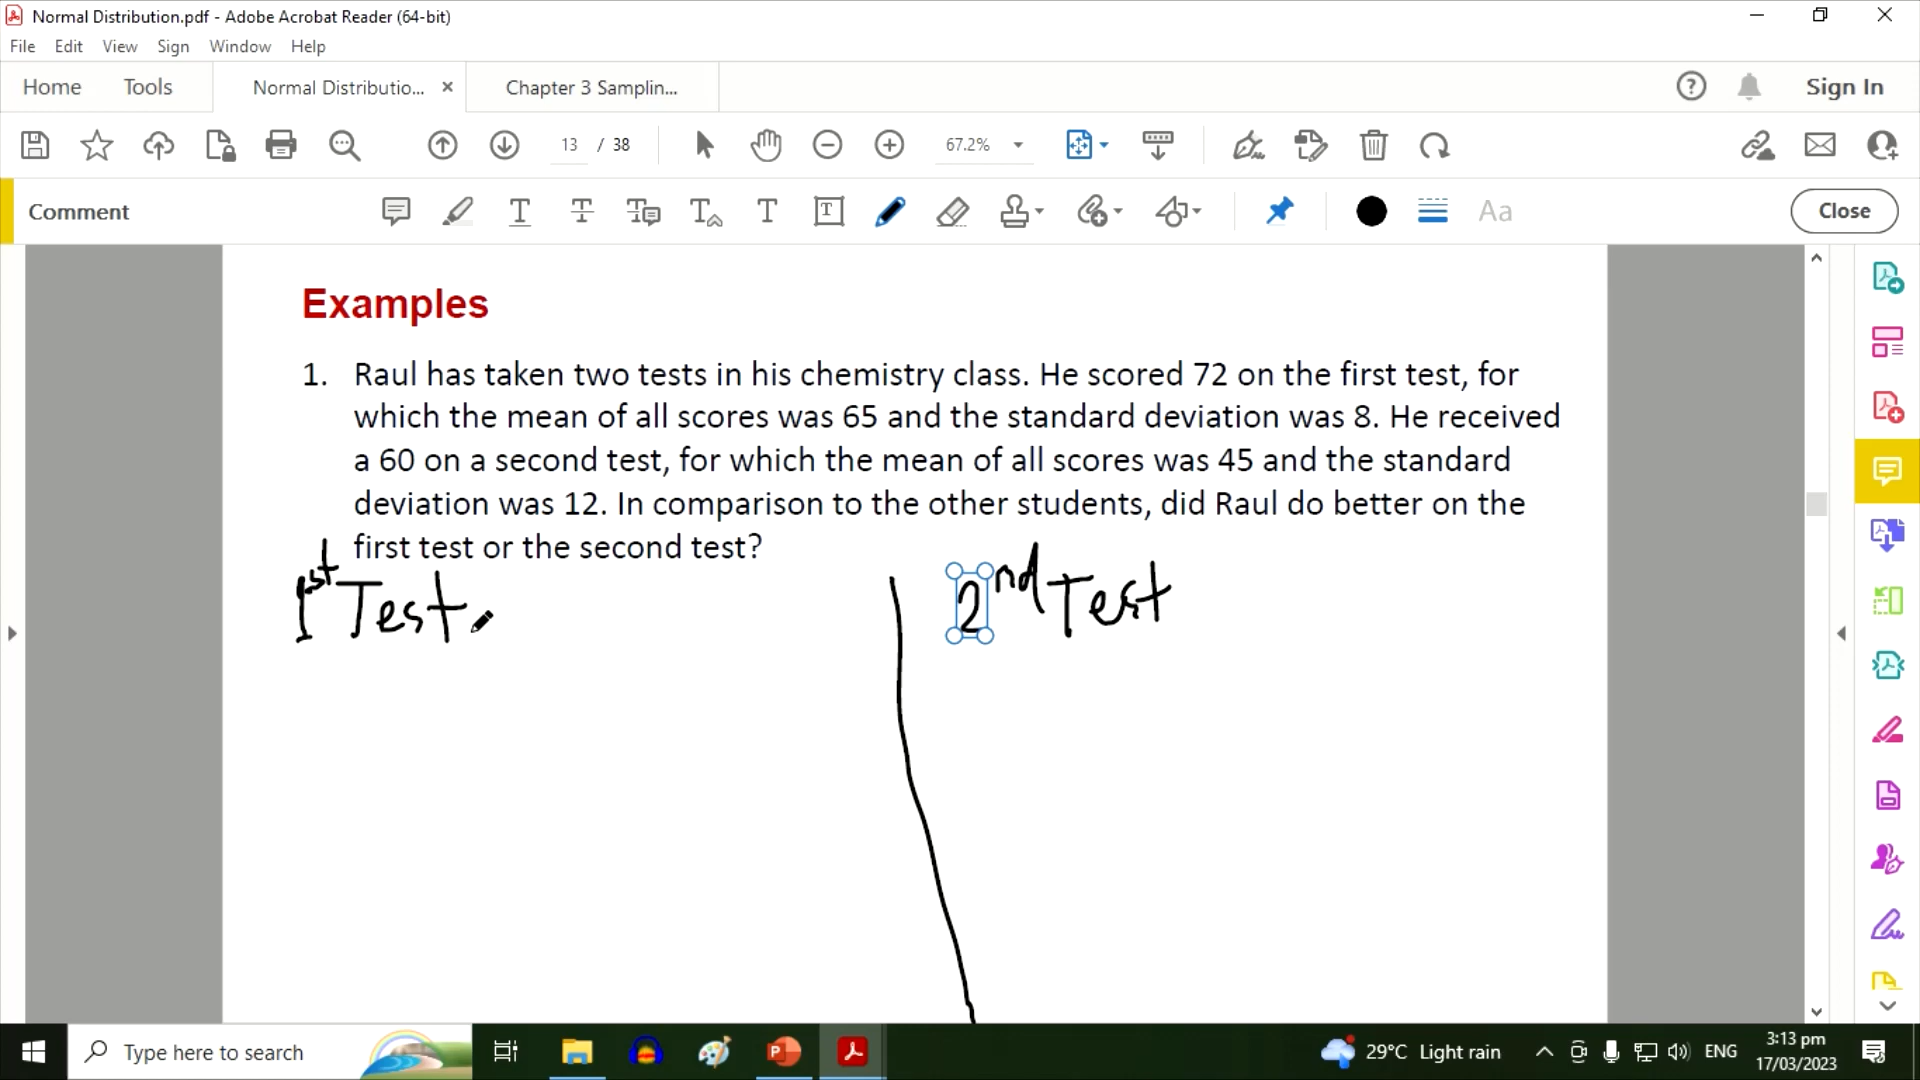 Normal Distribution.pdf - Adobe Acrobat Reader (64-bit)
File Edit View Sign Window Help
Home Tools Normal Distributio... × Chapter 3 Samplin... Sign In
13 / 38 67.2%
Comment Aa Close
Examples
1. Raul has taken two tests in his chemistry class. He scored 72 on the first test, for
which the mean of all scores was 65 and the standard deviation was 8. He received
a 60 on a second test, for which the mean of all scores was 45 and the standard
deviation was 12. In comparison to the other students, did Raul do better on the
first test or the second test?
1st Test 2nd Test
Type here to search 29°C Light rain ENG 3:13 pm
17/03/2023